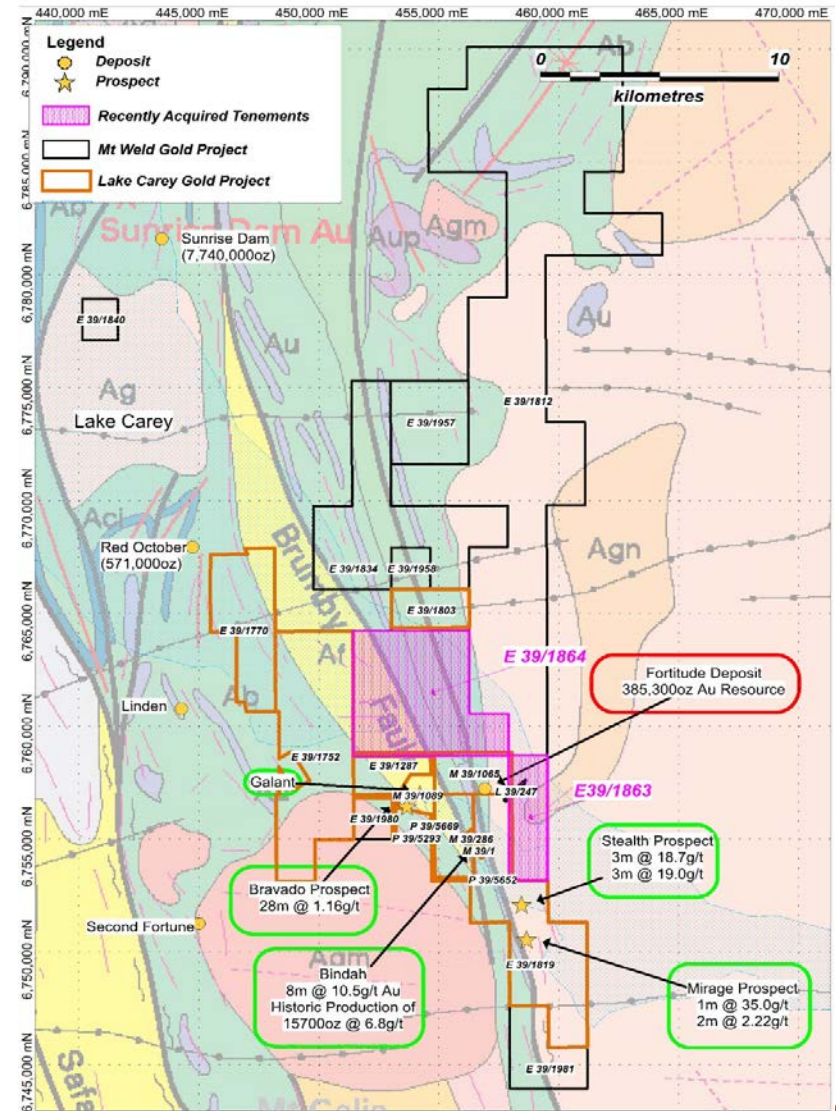 440,000 mE
445,000 mE
450,000 mE
455,000 mE
460,000 mE
465,000 mE
470,000 mE
Legend
Deposit
Prospect
Recently Acquired Tenements
Mt Weld Gold Project
Lake Carey Gold Project
0
10
kilometres
6,790,000 mN
6,785,000 mN
6,780,000 mN
6,775,000 mN
6,770,000 mN
6,765,000 mN
6,760,000 mN
6,755,000 mN
6,750,000 mN
6,745,000 mN
Ab
Ab
Sunrise Dam Au
Aup
Agm
Sunrise Dam
(7,740,000oz)
E 39/1840
Au
Au
Ag
Lake Carey
E 39/1957
E 39/1812
Aci
Brumby
Red October
(571,000oz)
Agn
E 39/1834
E 39/1958
E 39/1803
E 39/1770
Af
E 39/1864
Fortitude Deposit
385,300oz Au Resource
Ab
Linden
Fault
E 39/1752
E 39/1287
M 39/1065
Galant
M 39/1089
L 39/247
E39/1863
E 39/1980
P 39/5669
P 39/5293
M 39/286
M 39/1
Stealth Prospect
3m @ 18.7g/t
3m @ 19.0g/t
P 39/5652
Bravado Prospect
28m @ 1.16g/t
Second Fortune
Agm
Bindah
8m @ 10.5g/t Au
Historic Production of
15700oz @ 6.8g/t
E 39/1819
Mirage Prospect
1m @ 35.0g/t
2m @ 2.22g/t
E 39/1981